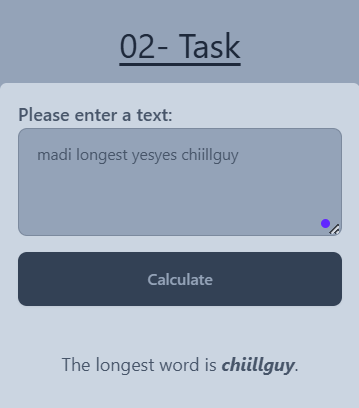 02- Task
Please enter a text:
madi longest yesyes chiillguy
Calculate
The longest word is chiillguy.